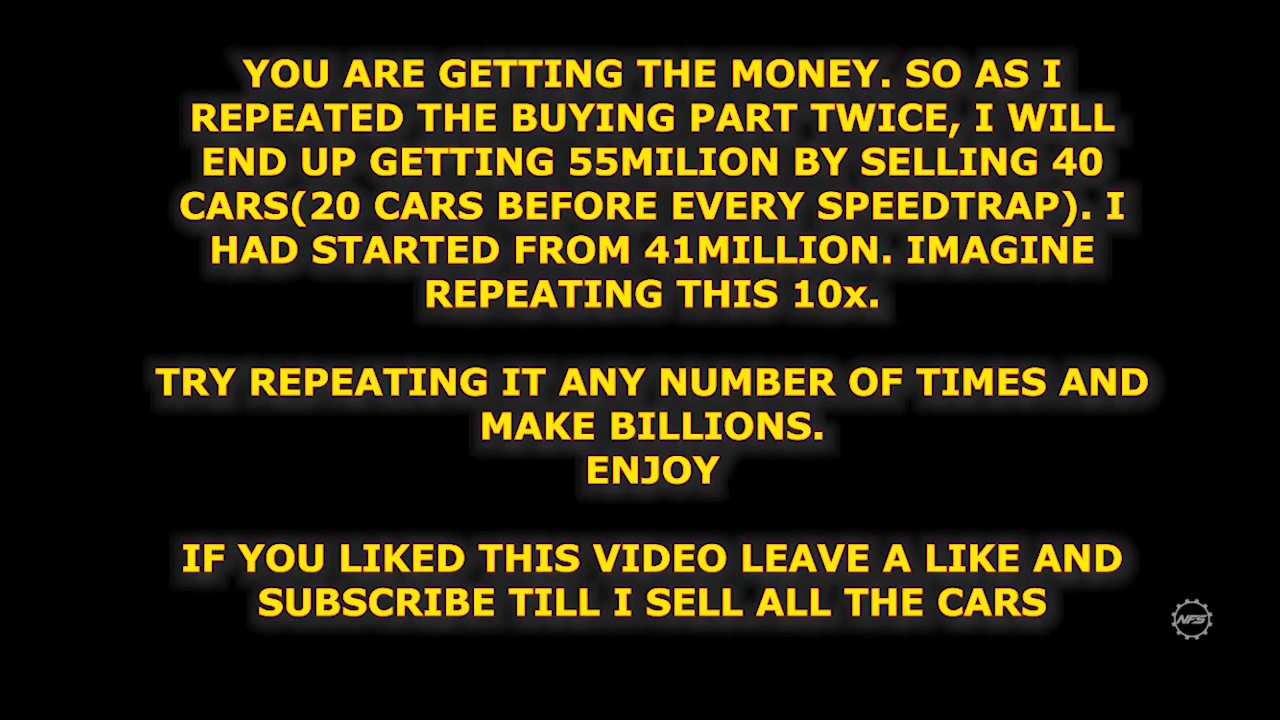 YOU ARE GETTING THE MONEY. SO AS I
REPEATED THE BUYING PART TWICE, I WILL
END UP GETTING 55MILION BY SELLING 40
CARS(20 CARS BEFORE EVERY SPEEDTRAP). I
HAD STARTED FROM 41MILLION. IMAGINE
REPEATING THIS 10x.
TRY REPEATING IT ANY NUMBER OF TIMES AND
MAKE BILLIONS.
ENJOY
IF YOU LIKED THIS VIDEO LEAVE A LIKE AND
SUBSCRIBE TILL I SELL ALL THE CARS
NFS